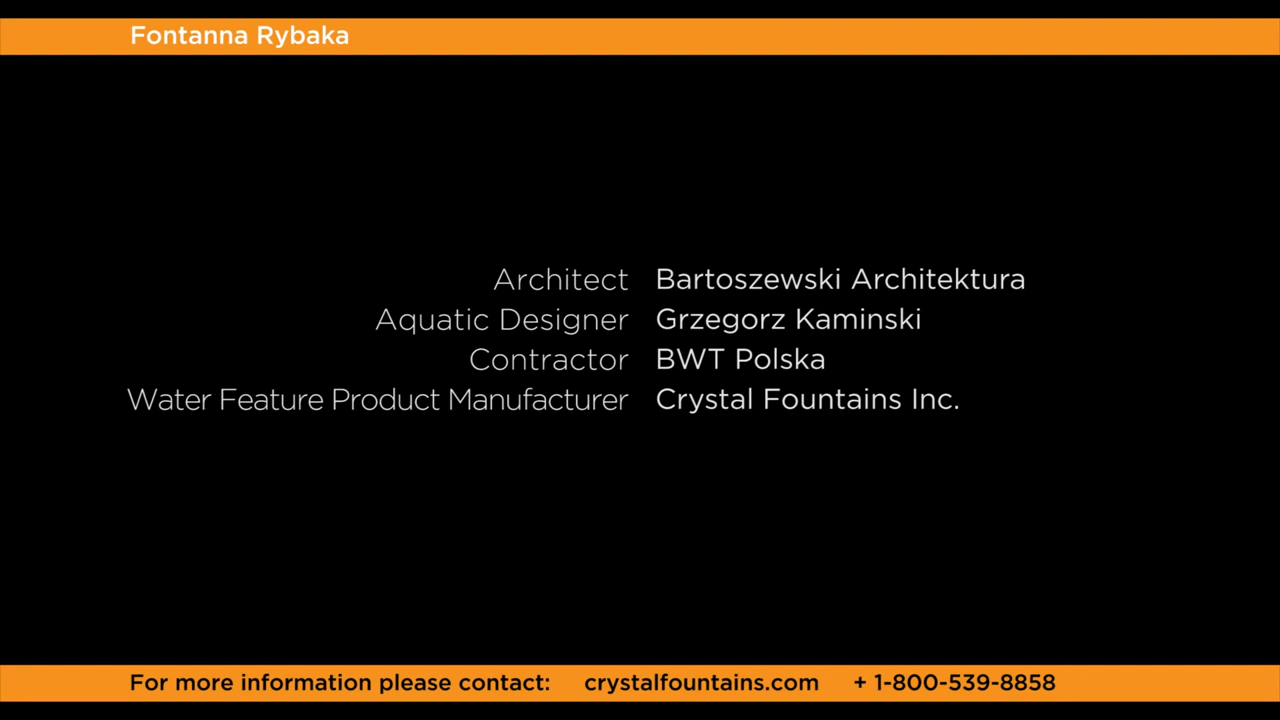 Fontanna Rybaka
Architect Bartoszewski Architektura
Aquatic Designer Grzegorz Kaminski
Contractor BWT Polska
Water Feature Product Manufacturer Crystal Fountains Inc.
For more information please contact: crystalfountains.com + 1-800-539-8858